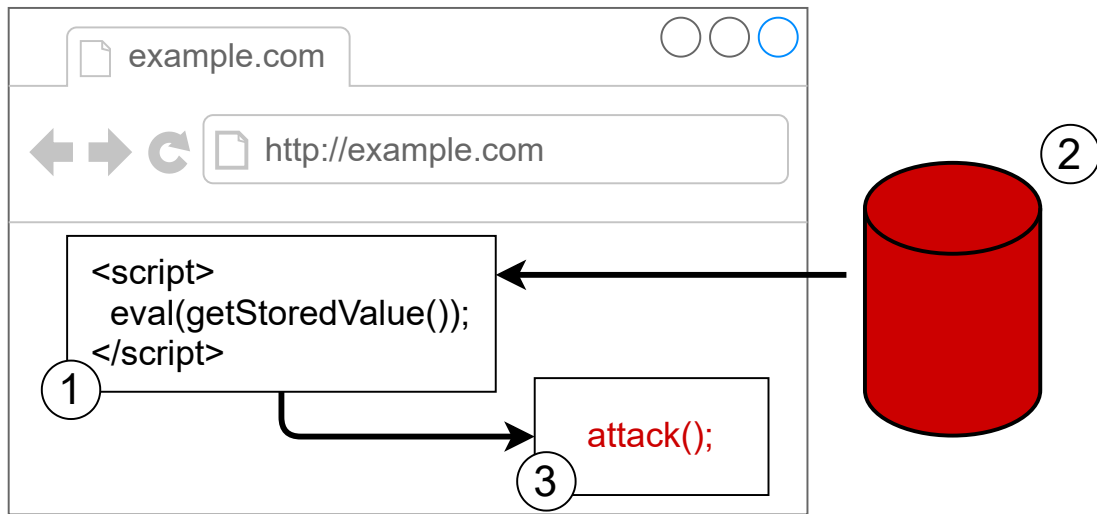 example.com
http://example.com
2
<script>
eval(getStoredValue());
</script>
1
attack();
3